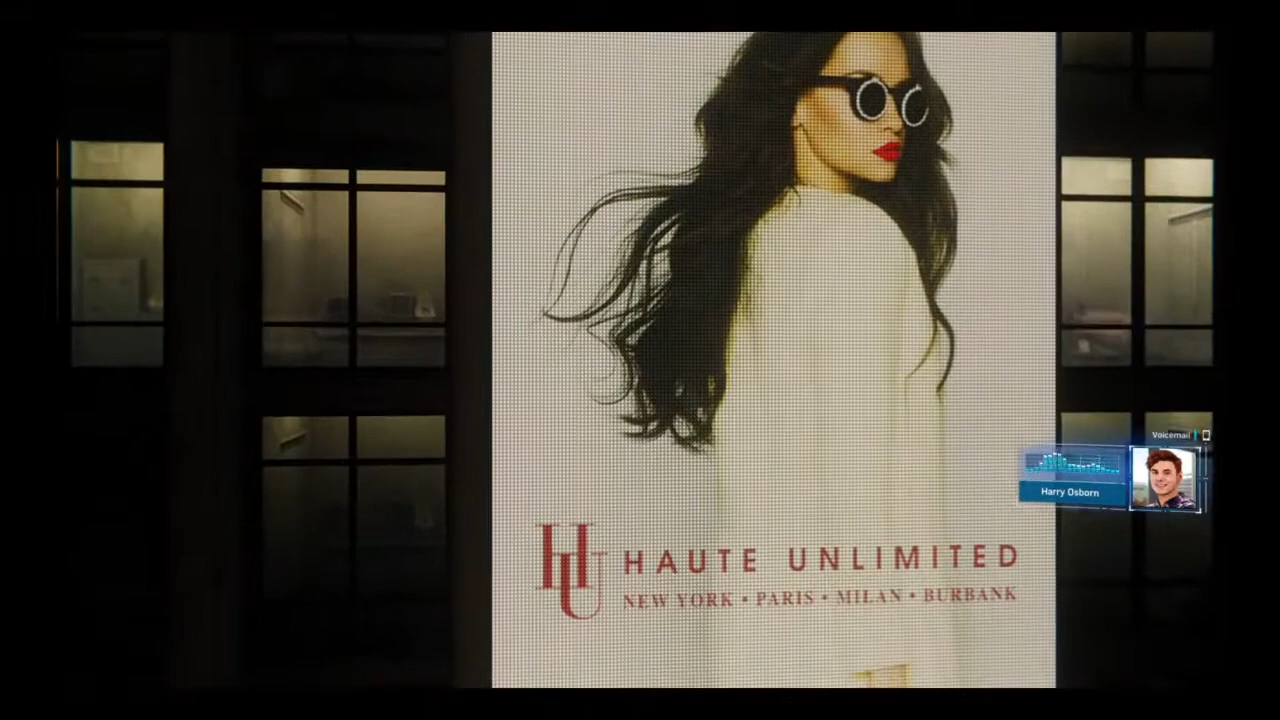 Voicemail
Harry Osborn
HU
HAUTE UNLIMITED
NEW YORK • PARIS • MILAN • BURBANK